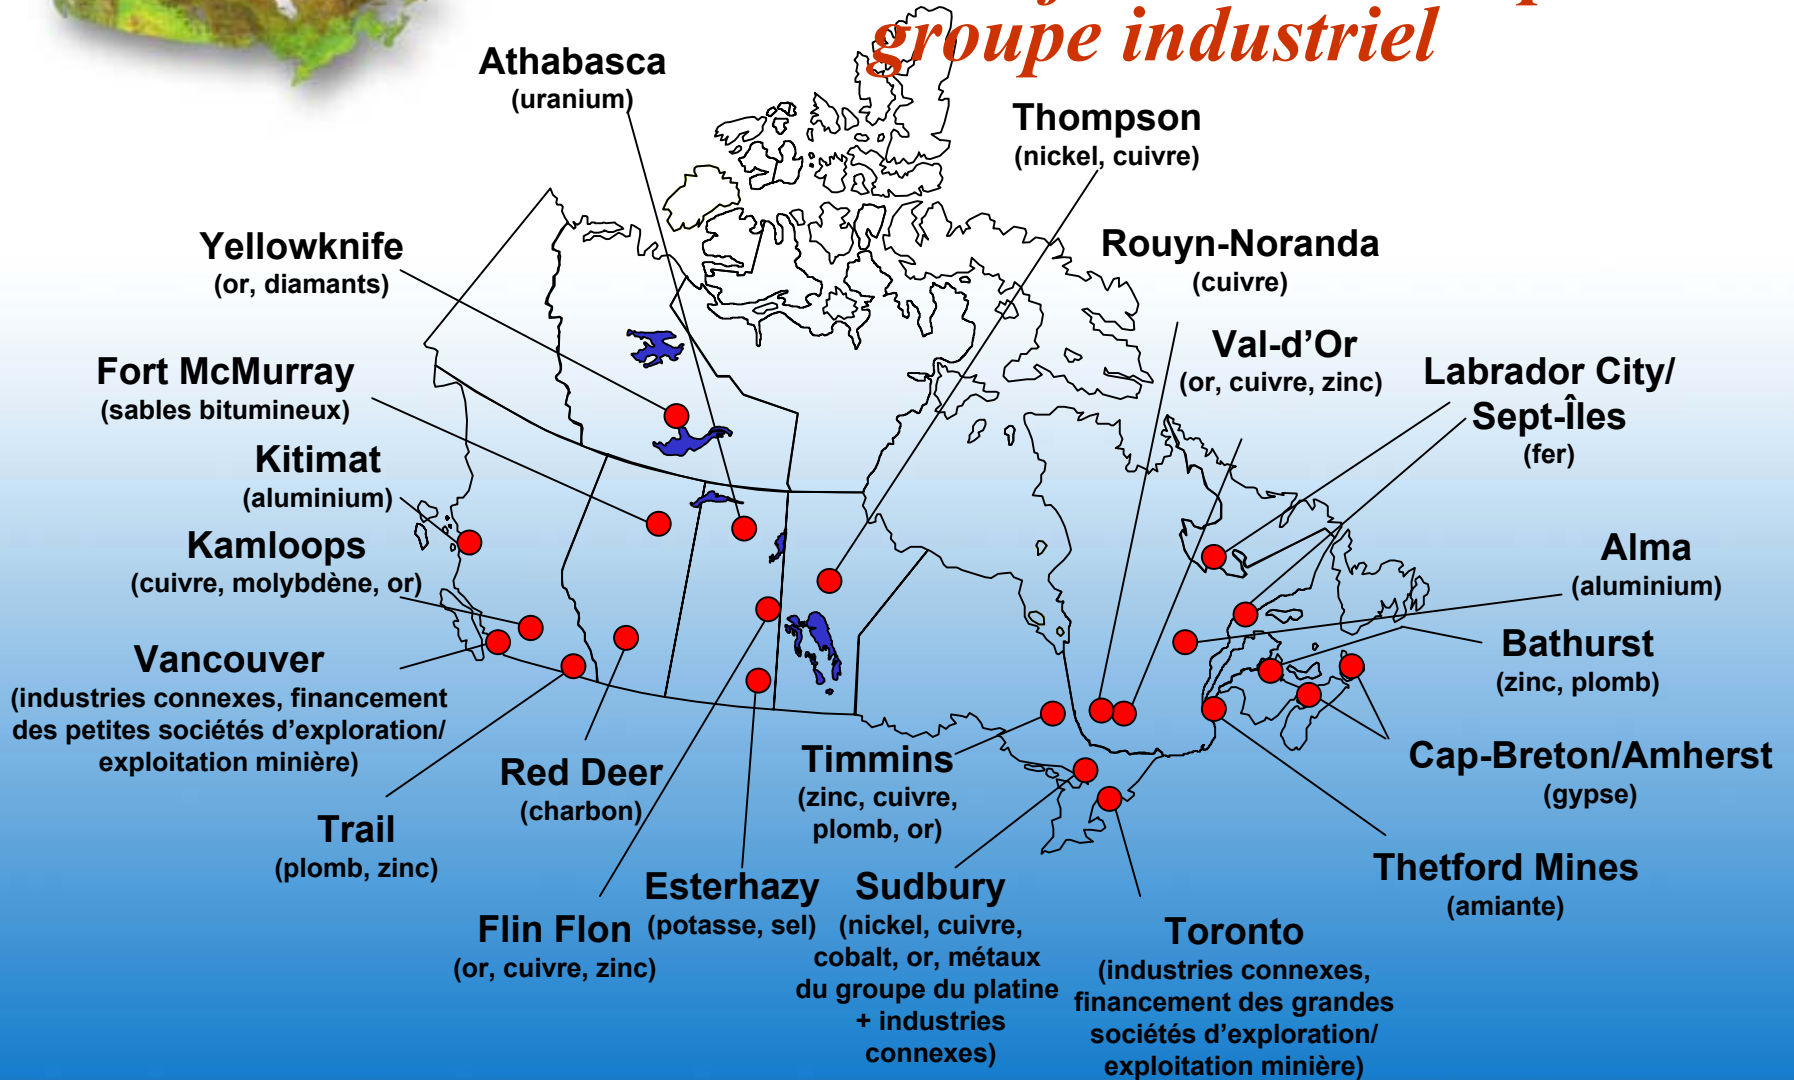 groupe industriel
Athabasca
(uranium)
Thompson
(nickel, cuivre)
Yellowknife
(or, diamants)
Rouyn-Noranda
(cuivre)
Val-d’Or
(or, cuivre, zinc)
Fort McMurray
(sables bitumineux)
Labrador City/
Sept-Îles
(fer)
Kitimat
(aluminium)
Kamloops
(cuivre, molybdène, or)
Alma
(aluminium)
Vancouver
(industries connexes, financement
des petites sociétés d’exploration/
exploitation minière)
Bathurst
(zinc, plomb)
Cap-Breton/Amherst
(gypse)
Red Deer
(charbon)
Timmins
(zinc, cuivre,
plomb, or)
Trail
(plomb, zinc)
Thetford Mines
(amiante)
Esterhazy
(potasse, sel)
Sudbury
(nickel, cuivre,
cobalt, or, métaux
du groupe du platine
+ industries
connexes)
Flin Flon
(or, cuivre, zinc)
Toronto
(industries connexes,
financement des grandes
sociétés d’exploration/
exploitation minière)